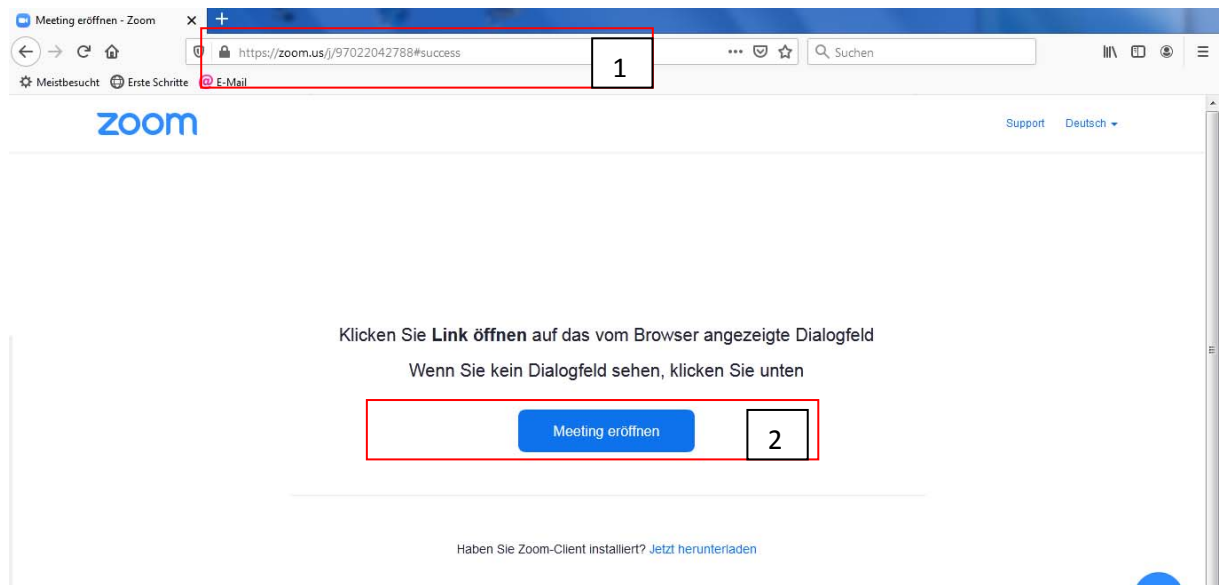 Meeting eröffnen - Zoom
https://zoom.us/j/97022042788#success
Suchen
1
Meistbesucht Erste Schritte E-Mail
zoom
Support Deutsch
Klicken Sie Link öffnen auf das vom Browser angezeigte Dialogfeld
Wenn Sie kein Dialogfeld sehen, klicken Sie unten
Meeting eröffnen
2
Haben Sie Zoom-Client installiert? Jetzt herunterladen